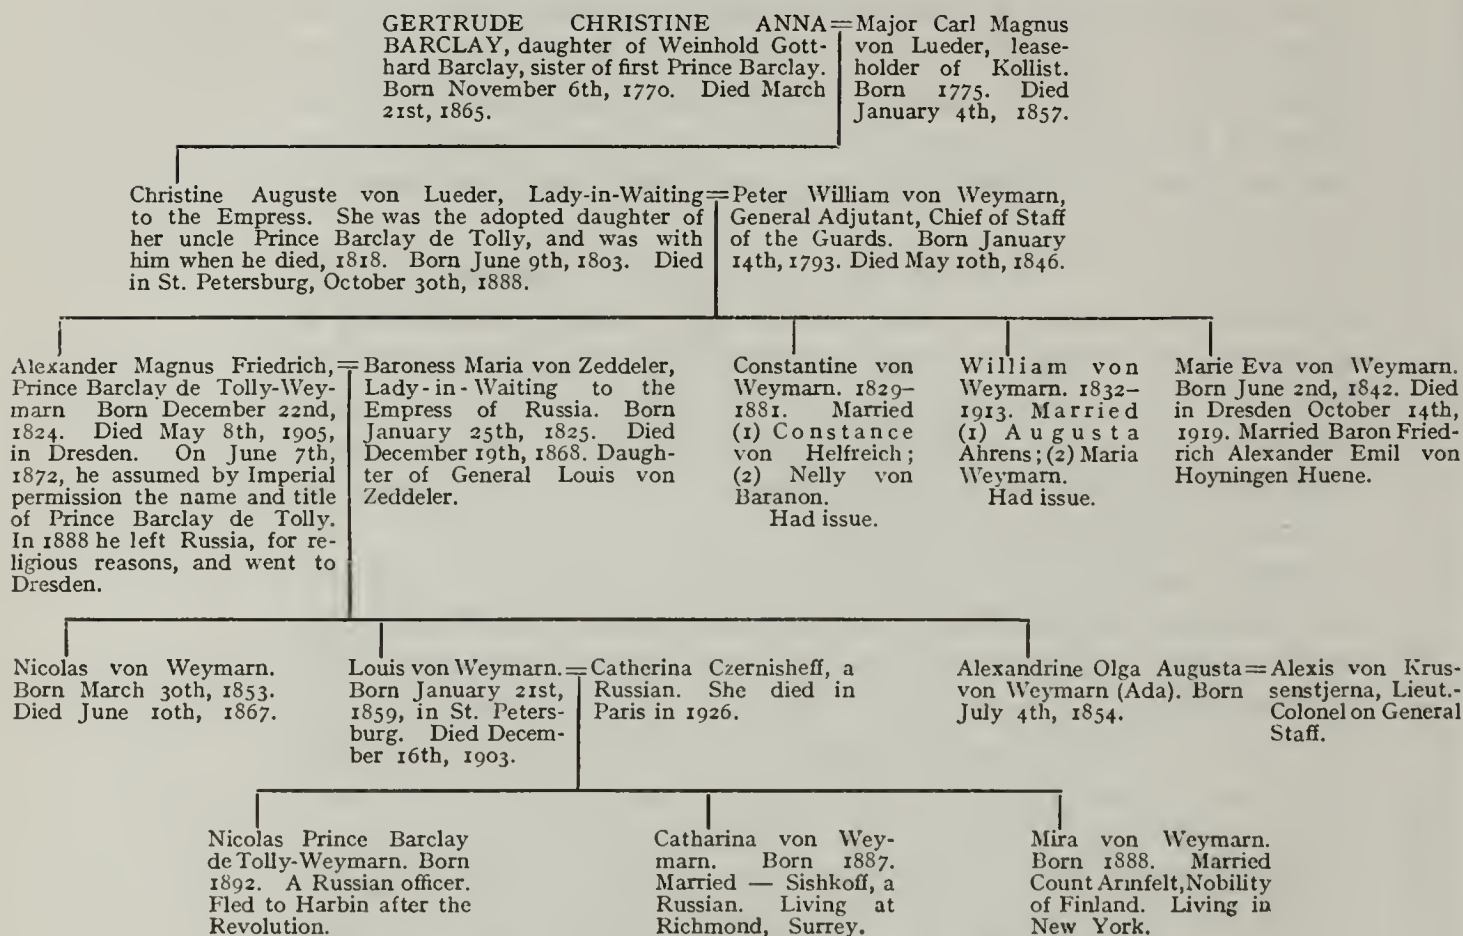 GERTRUDE CHRISTINE ANNA
BARCLAY, daughter of Weinhold Gott-
hard Barclay, sister of first Prince Barclay.
Born November 6th, 1770. Died March
21st, 1865.
=Major Carl Magnus
von Lueder, lease-
holder of Kollist.
Born 1775. Died
January 4th, 1857.
Christine Auguste von Lueder, Lady-in-Waiting
to the Empress. She was the adopted daughter of
her uncle Prince Barclay de Tolly, and was with
him when he died, 1818. Born June 9th, 1803. Died
in St. Petersburg, October 30th, 1888.
=Peter William von Weymarn,
General Adjutant, Chief of Staff
of the Guards. Born January
14th, 1793. Died May 10th, 1846.
Alexander Magnus Friedrich,
Prince Barclay de Tolly-Wey-
marn Born December 22nd,
1824. Died May 8th, 1905,
in Dresden. On June 7th,
1872, he assumed by Imperial
permission the name and title
of Prince Barclay de Tolly.
In 1888 he left Russia, for re-
ligious reasons, and went to
Dresden.
=Baroness Maria von Zeddeler,
Lady-in-Waiting to the
Empress of Russia. Born
January 25th, 1825. Died
December 19th, 1868. Daugh-
ter of General Louis von
Zeddeler.
Constantine von
Weymarn. 1829–
1881. Married
(1) Constance
von Helfreich;
(2) Nelly von
Baranon.
Had issue.
William von
Weymarn. 1832–
1913. Married
(1) Augusta
Ahrens; (2) Maria
Weymarn.
Had issue.
Marie Eva von Weymarn.
Born June 2nd, 1842. Died
in Dresden October 14th,
1919. Married Baron Fried-
rich Alexander Emil von
Hoyningen Huene.
Nicolas von Weymarn.
Born March 30th, 1853.
Died June 10th, 1867.
Louis von Weymarn.
Born January 21st,
1859, in St. Peters-
burg. Died Decem-
ber 16th, 1903.
=Catherina Czernisheff, a
Russian. She died in
Paris in 1926.
Alexandrine Olga Augusta
von Weymarn (Ada). Born
July 4th, 1854.
=Alexis von Krus-
senstjerna, Lieut.-
Colonel on General
Staff.
Nicolas Prince Barclay
de Tolly-Weymarn. Born
1892. A Russian officer.
Fled to Harbin after the
Revolution.
Catharina von Wey-
marn. Born 1887.
Married — Sishkoff, a
Russian. Living at
Richmond, Surrey.
Mira von Weymarn.
Born 1888. Married
Count Armfelt, Nobility
of Finland. Living in
New York.